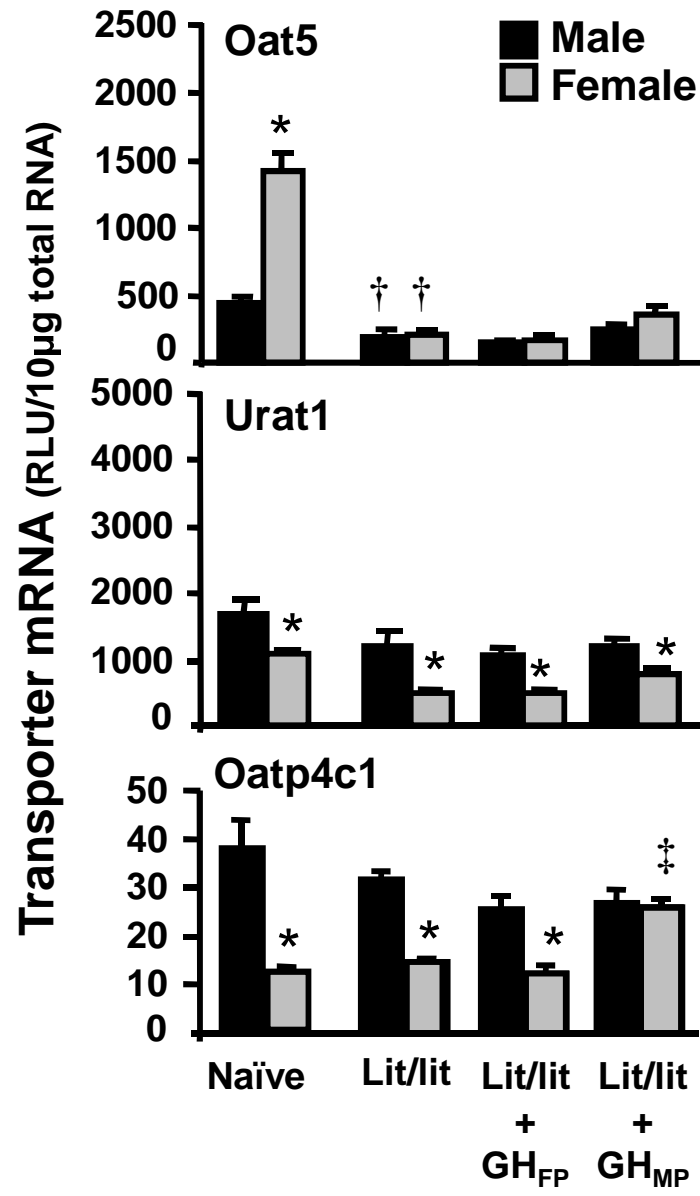 Transporter mRNA (RLU/10µg total RNA)
Oat5
Male
Female
2500
2000
1500
1000
500
0
*
† †
Urat1
5000
4000
3000
2000
1000
0
* * * *
Oatp4c1
50
40
30
20
10
0
* * * ‡
Naïve Lit/lit Lit/lit Lit/lit
+ +
GHFP GHMP